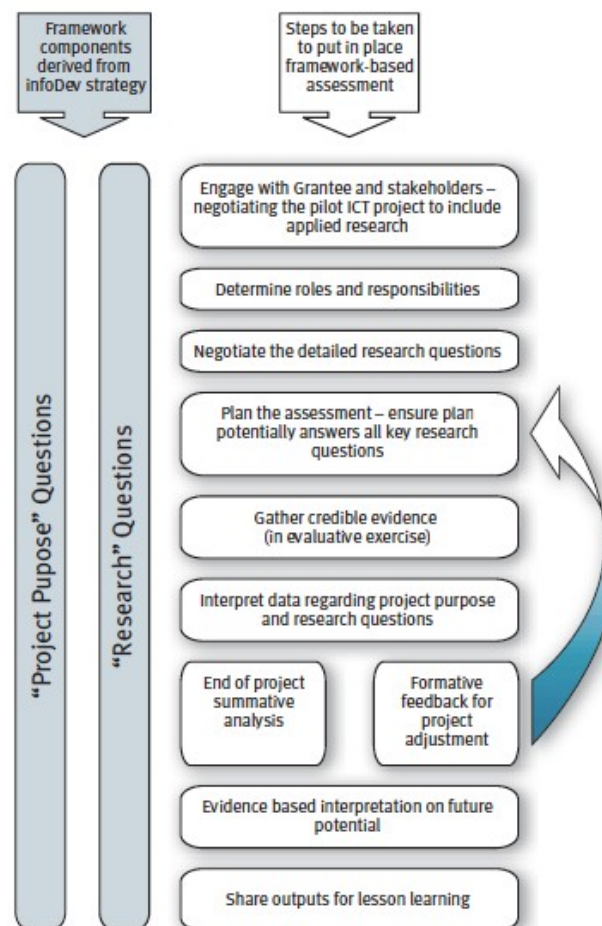 Framework
components
derived from
infoDev strategy
Steps to be taken
to put in place
framework-based
assessment
“Project Pupose” Questions
“Research” Questions
Engage with Grantee and stakeholders –
negotiating the pilot ICT project to include
applied research
Determine roles and responsibilities
Negotiate the detailed research questions
Plan the assessment – ensure plan
potentially answers all key research
questions
Gather credible evidence
(in evaluative exercise)
Interpret data regarding project purpose
and research questions
End of project
summative
analysis
Formative
feedback for
project
adjustment
Evidence based interpretation on future
potential
Share outputs for lesson learning